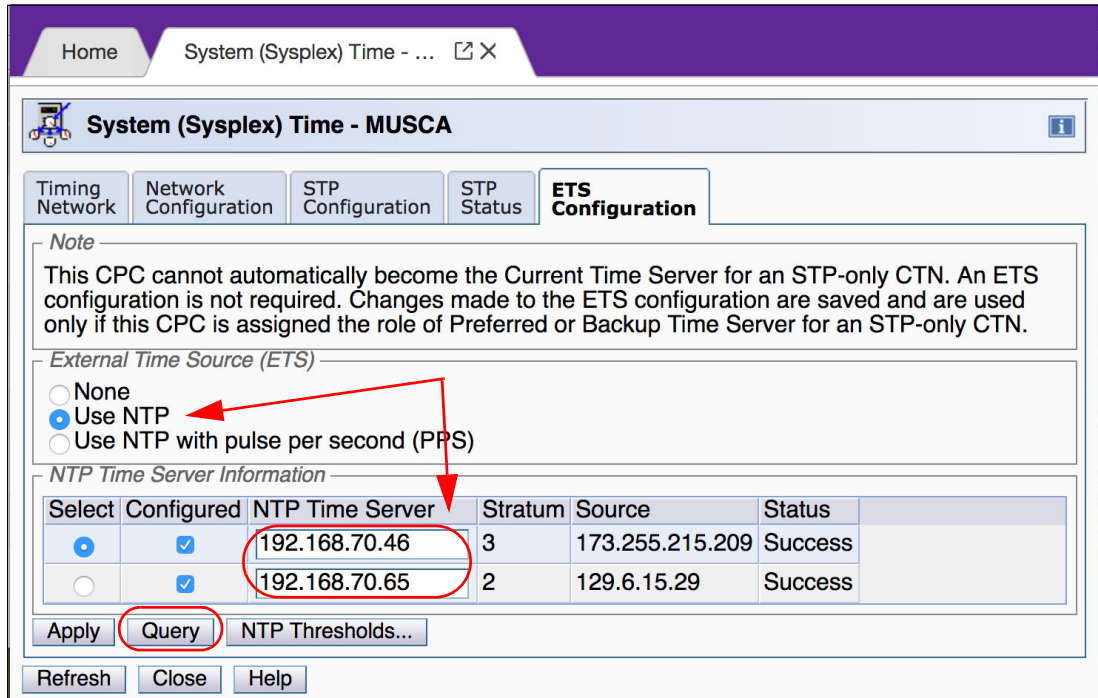 Home
System (Sysplex) Time - ...
System (Sysplex) Time - MUSCA
Timing Network
Network Configuration
STP Configuration
STP Status
ETS Configuration
Note
This CPC cannot automatically become the Current Time Server for an STP-only CTN. An ETS
configuration is not required. Changes made to the ETS configuration are saved and are used
only if this CPC is assigned the role of Preferred or Backup Time Server for an STP-only CTN.
External Time Source (ETS)
None
Use NTP
Use NTP with pulse per second (PPS)
NTP Time Server Information
Select Configured NTP Time Server Stratum Source Status
192.168.70.46 3 173.255.215.209 Success
192.168.70.65 2 129.6.15.29 Success
Apply Query NTP Thresholds...
Refresh Close Help